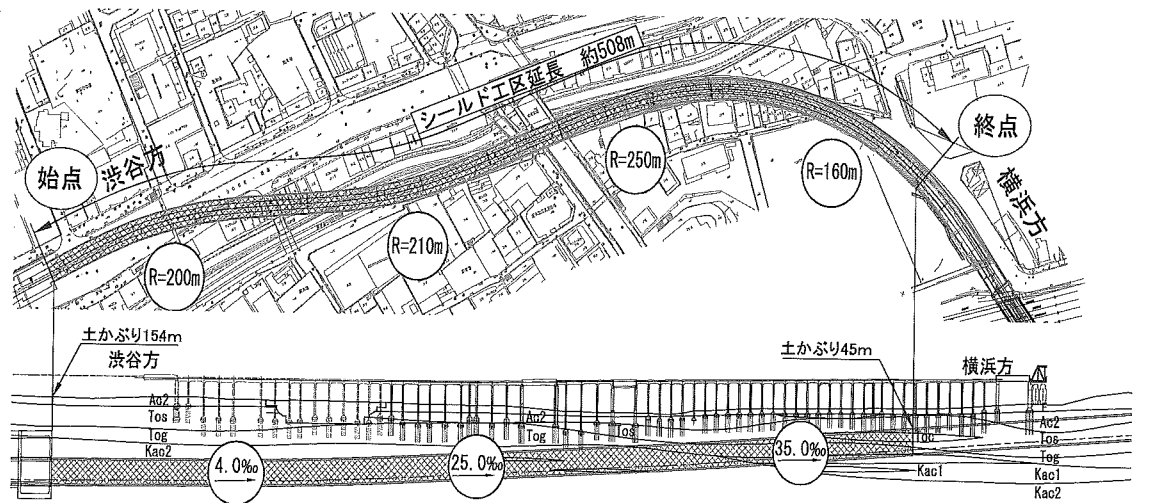 シールド工区延長 約508m
始点
渋谷方
終点
横浜方
R=200m
R=210m
R=250m
R=160m
土かぶり154m
渋谷方
土かぶり45m
横浜方
Ac2
Tos
Tog
Kac2
Ac2
Tog
Tos
Toc
Kac1
4.0‰
25.0‰
35.0‰
Ac2
Tos
Tog
Kac1
Kac2